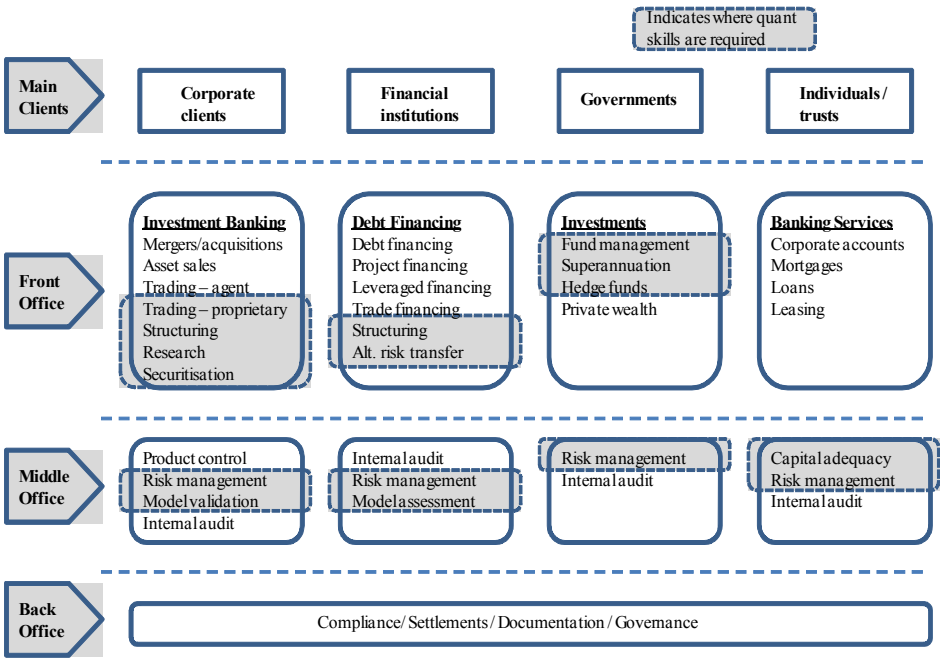 Indicates where quant
skills are required
Main
Clients
Corporate
clients
Financial
institutions
Governments
Individuals /
trusts
Front
Office
Investment Banking
Mergers/acquisitions
Asset sales
Trading – agent
Trading – proprietary
Structuring
Research
Securitisation
Debt Financing
Debt financing
Project financing
Leveraged financing
Trade financing
Structuring
Alt. risk transfer
Investments
Fund management
Superannuation
Hedge funds
Private wealth
Banking Services
Corporate accounts
Mortgages
Loans
Leasing
Middle
Office
Product control
Risk management
Model validation
Internal audit
Internal audit
Risk management
Model assessment
Risk management
Internal audit
Capital adequacy
Risk management
Internal audit
Back
Office
Compliance/ Settlements / Documentation / Governance